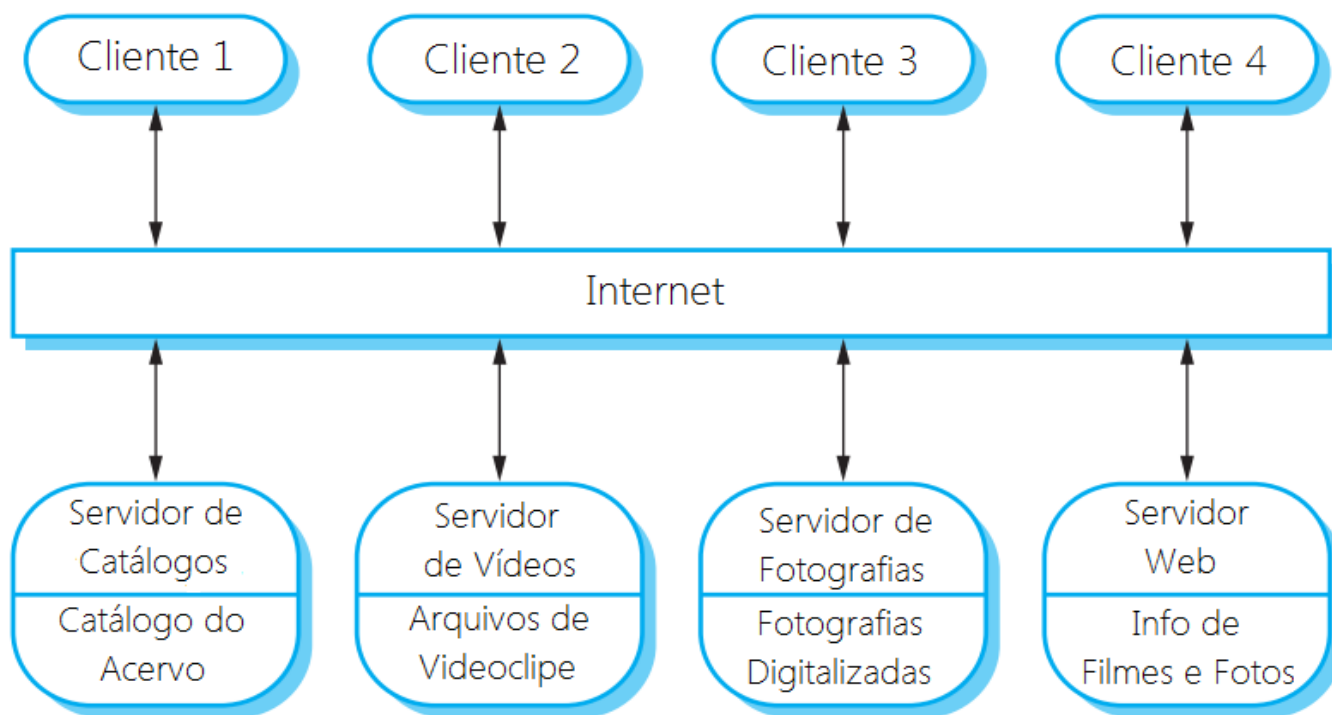 Cliente 1
Cliente 2
Cliente 3
Cliente 4
Internet
Servidor de
Catálogos
Catálogo do
Acervo
Servidor
de Vídeos
Arquivos de
Videoclipe
Servidor de
Fotografias
Fotografias
Digitalizadas
Servidor
Web
Info de
Filmes e Fotos